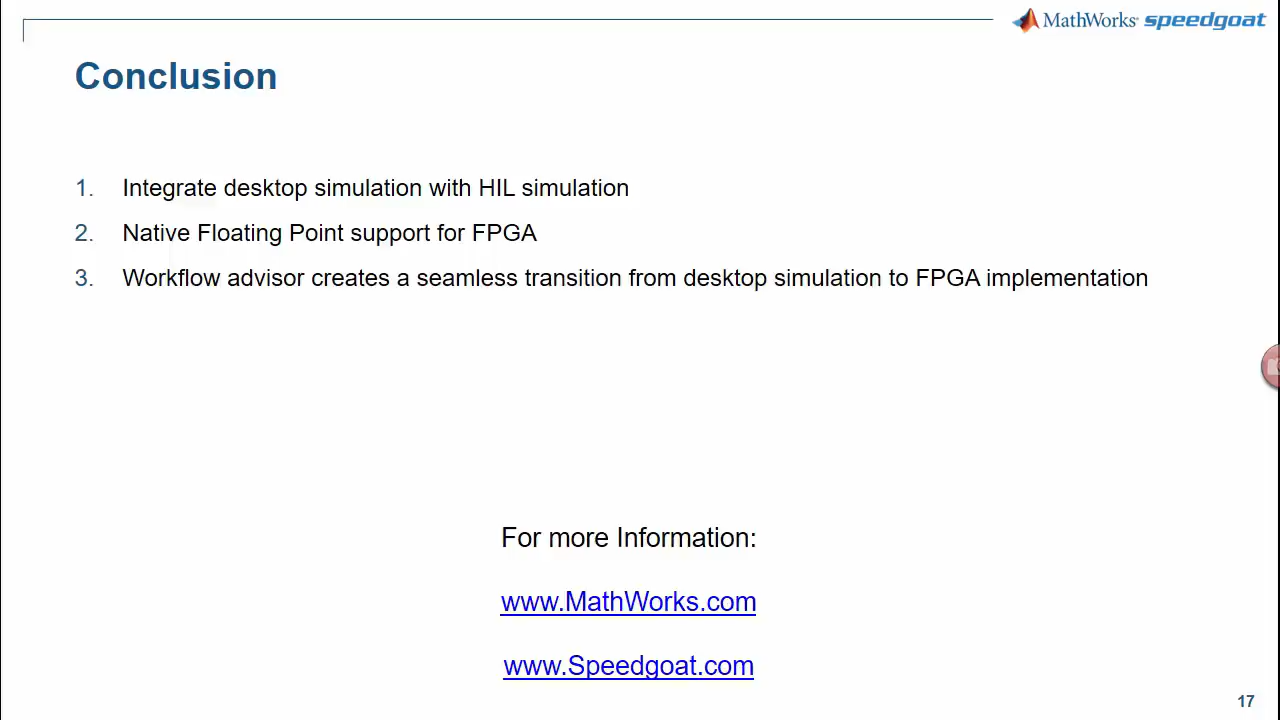 MathWorks® speedgoat
Conclusion
1. Integrate desktop simulation with HIL simulation
2. Native Floating Point support for FPGA
3. Workflow advisor creates a seamless transition from desktop simulation to FPGA implementation
For more Information:
www.MathWorks.com
www.Speedgoat.com
17